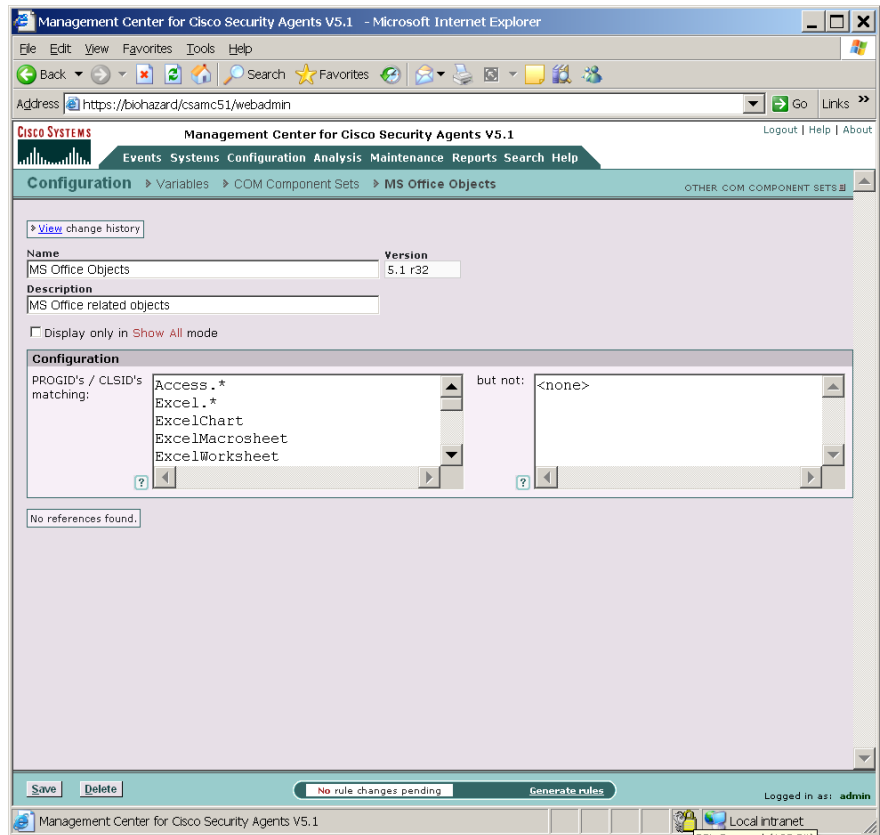 Management Center for Cisco Security Agents V5.1 - Microsoft Internet Explorer
File Edit View Favorites Tools Help
Back Search Favorites
Address https://biohazard/csamc51/webadmin Go Links »
CISCO SYSTEMS Management Center for Cisco Security Agents V5.1 Logout | Help | About
Events Systems Configuration Analysis Maintenance Reports Search Help
Configuration Variables COM Component Sets MS Office Objects OTHER COM COMPONENT SETS
View change history
Name Version
MS Office Objects 5.1 r32
Description
MS Office related objects
Display only in Show All mode
Configuration
PROGID's / CLSID's matching: but not:
Access.* <none>
Excel.*
ExcelChart
ExcelMacrosheet
ExcelWorksheet
? ?
No references found.
Save Delete No rule changes pending Generate rules Logged in as: admin
Management Center for Cisco Security Agents V5.1 Local intranet